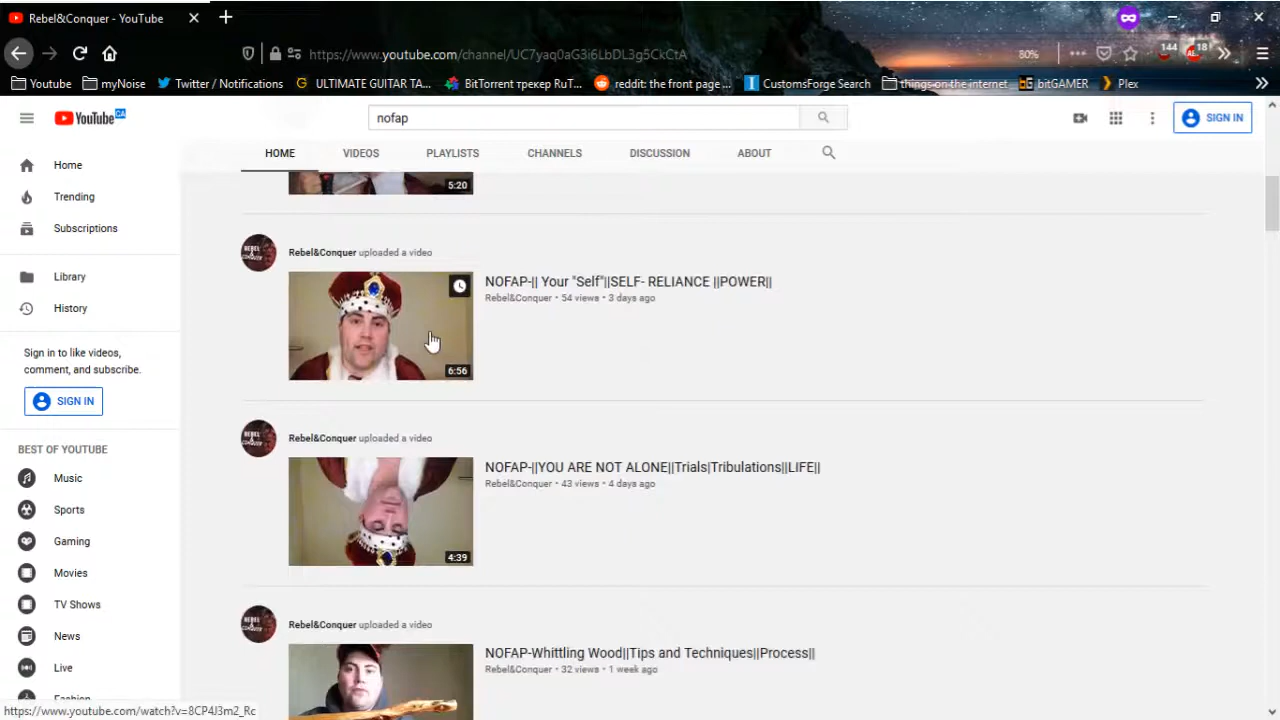 Rebel&Conquer - YouTube
https://www.youtube.com/channel/UC7yaq0aG3i6LbDL3g5CkCtA
80%
144
18
Youtube
myNoise
Twitter / Notifications
ULTIMATE GUITAR TA...
BitTorrent трекер RuT...
reddit: the front page ...
CustomsForge Search
things on the internet
bitGAMER
Plex
YouTube CA
nofap
SIGN IN
HOME
VIDEOS
PLAYLISTS
CHANNELS
DISCUSSION
ABOUT
Home
Trending
Subscriptions
Library
History
Sign in to like videos,
comment, and subscribe.
SIGN IN
BEST OF YOUTUBE
Music
Sports
Gaming
Movies
TV Shows
News
Live
Fashion
5:20
Rebel&Conquer uploaded a video
6:56
NOFAP-|| Your "Self"||SELF- RELIANCE ||POWER||
Rebel&Conquer • 54 views • 3 days ago
Rebel&Conquer uploaded a video
4:39
NOFAP-||YOU ARE NOT ALONE||Trials|Tribulations||LIFE||
Rebel&Conquer • 43 views • 4 days ago
Rebel&Conquer uploaded a video
NOFAP-Whittling Wood||Tips and Techniques||Process||
Rebel&Conquer • 32 views • 1 week ago
https://www.youtube.com/watch?v=8CP4J3m2_Rc